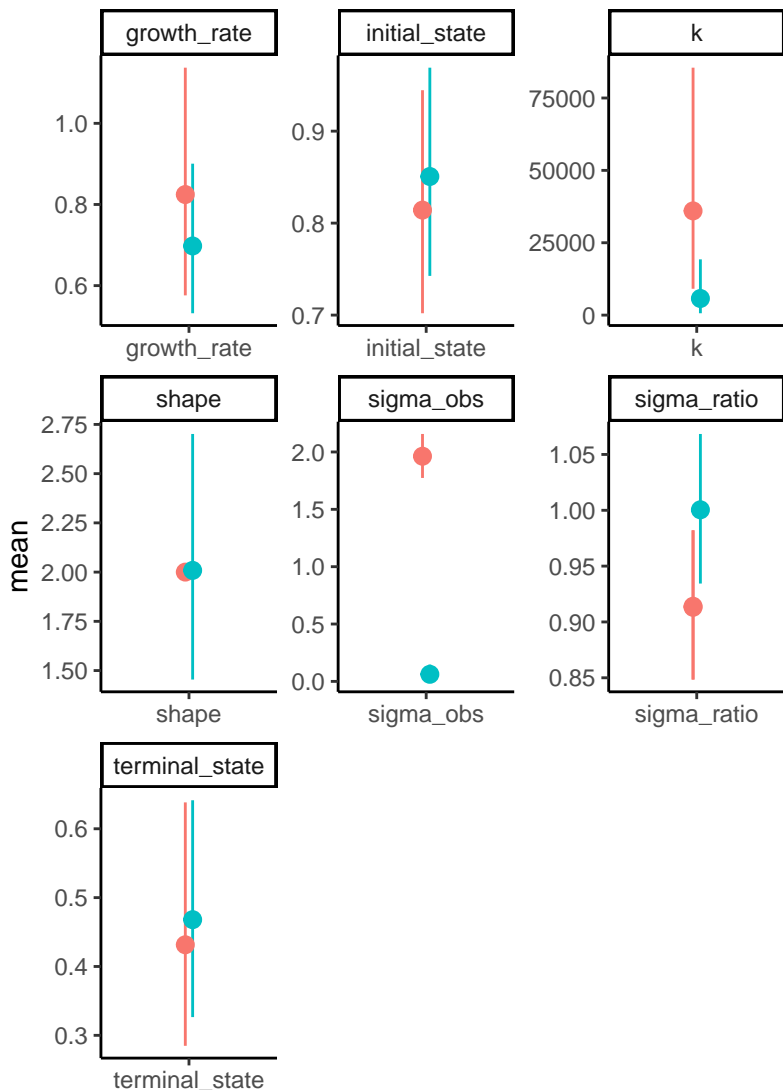 growth_rate
initial_state
k
1.0
0.8
0.6
0.9
0.8
0.7
75000
50000
25000
0
growth_rate
initial_state
k
mean
shape
sigma_obs
sigma_ratio
2.75
2.50
2.25
2.00
1.75
1.50
2.0
1.5
1.0
0.5
0.0
1.05
1.00
0.95
0.90
0.85
shape
sigma_obs
sigma_ratio
terminal_state
0.6
0.5
0.4
0.3
terminal_state